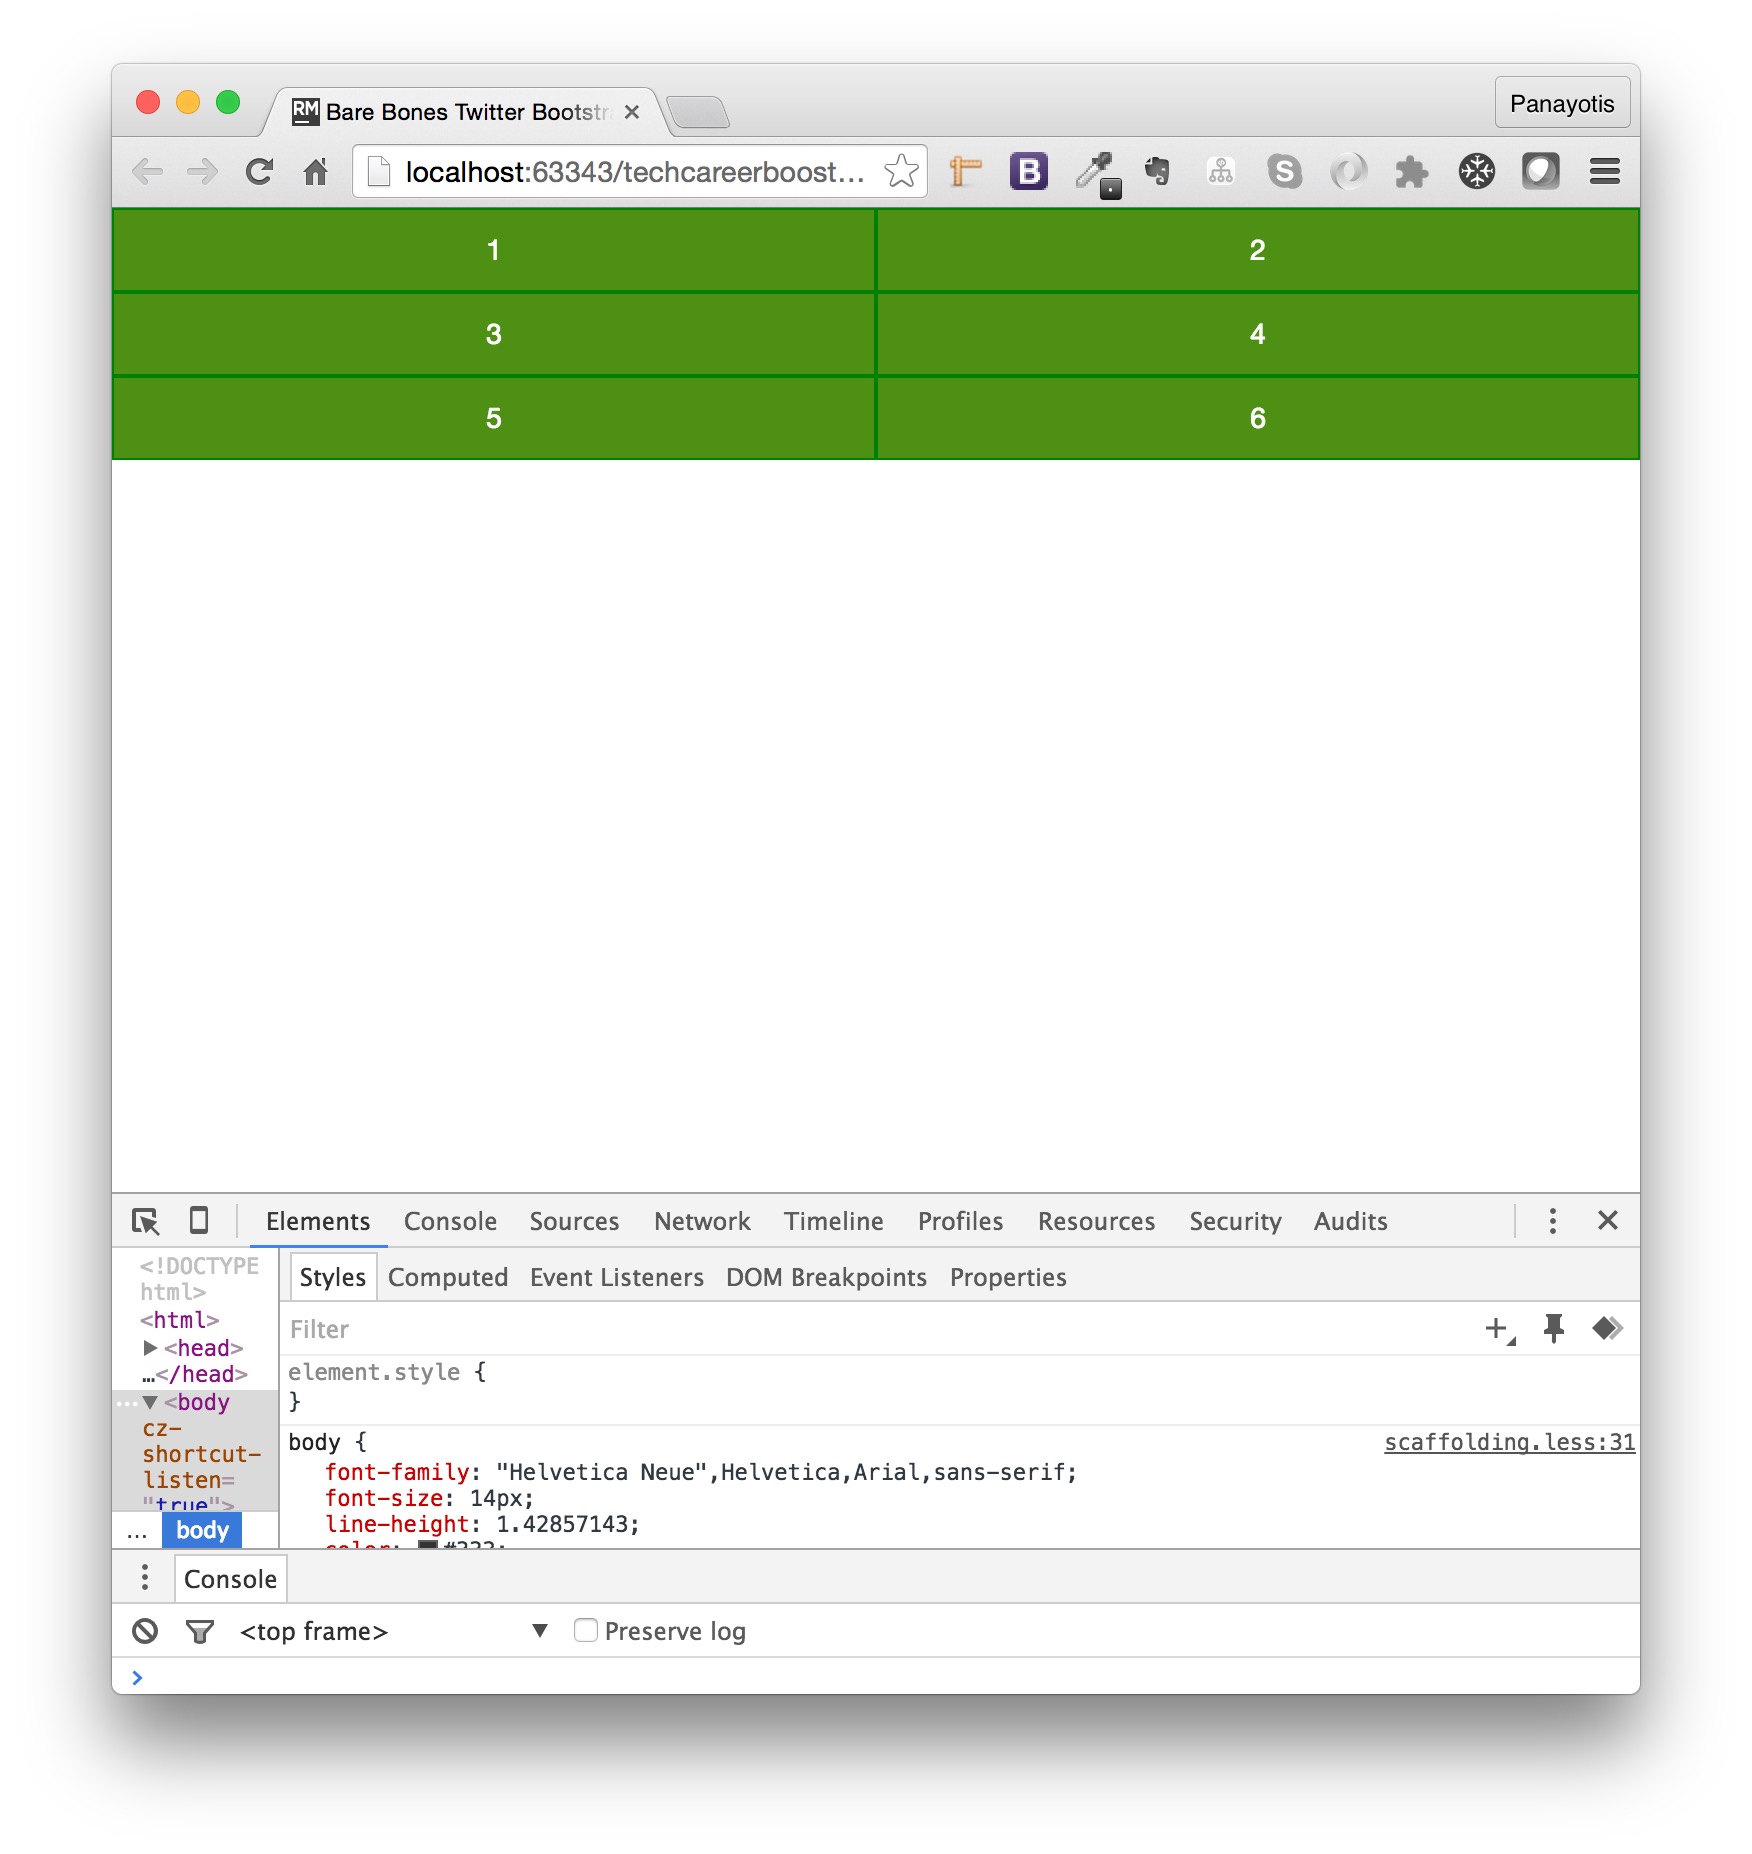 RM Bare Bones Twitter Bootstr
Panayotis
localhost:63343/techcareerboost...
B
S
1 2
3 4
5 6
Elements Console Sources Network Timeline Profiles Resources Security Audits
<!DOCTYPE
html>
<html>
<head>
…</head>
<body
cz-
shortcut-
listen=
"true">
... body
Styles Computed Event Listeners DOM Breakpoints Properties
Filter
element.style {
}
body { scaffolding.less:31
font-family: "Helvetica Neue",Helvetica,Arial,sans-serif;
font-size: 14px;
line-height: 1.42857143;
color: #333;
Console
<top frame> Preserve log